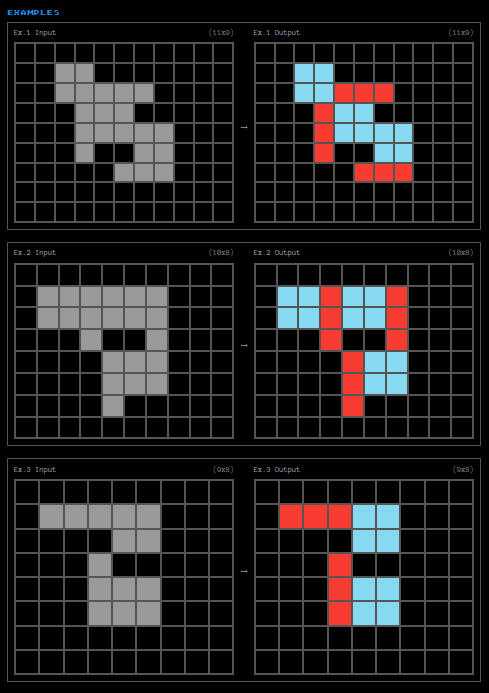 EXAMPLES
Ex.1 Input (11x9)
Ex.1 Output (11x9)
→
Ex.2 Input (10x8)
Ex.2 Output (10x8)
→
Ex.3 Input (9x8)
Ex.3 Output (9x8)
→